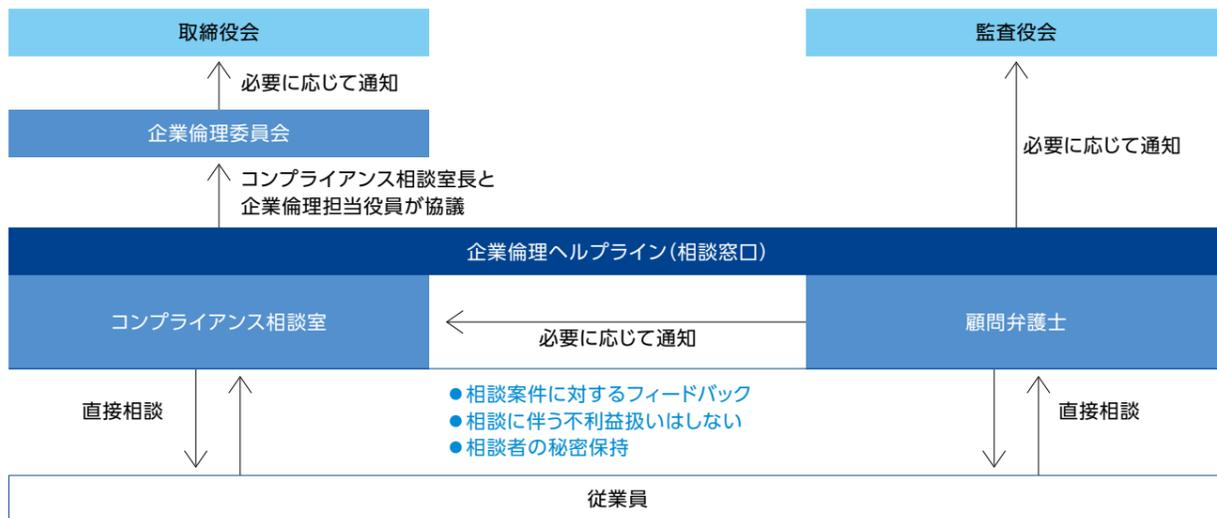 取締役会
監査役会
必要に応じて通知
企業倫理委員会
必要に応じて通知
コンプライアンス相談室長と
企業倫理担当役員が協議
企業倫理ヘルプライン(相談窓口)
コンプライアンス相談室
顧問弁護士
必要に応じて通知
●相談案件に対するフィードバック
●相談に伴う不利益扱いはしない
●相談者の秘密保持
直接相談
直接相談
従業員